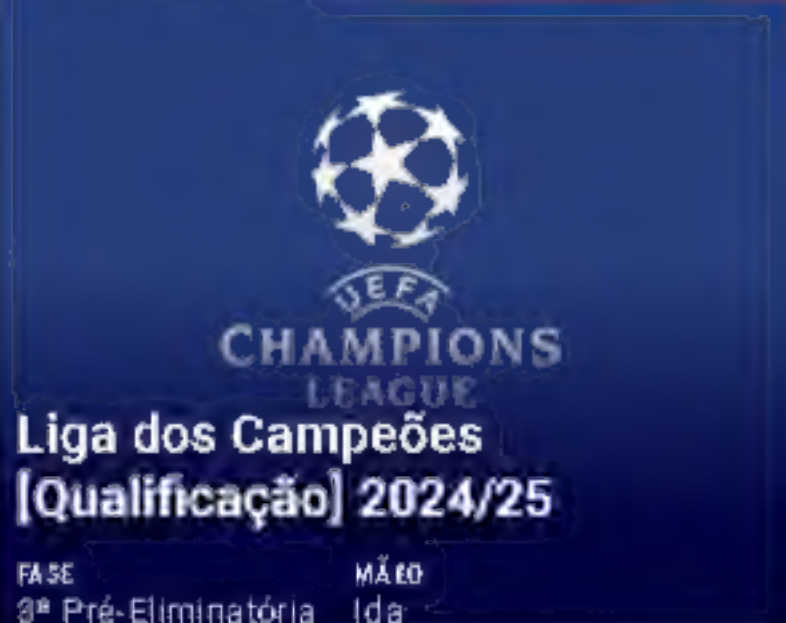 UEFA
CHAMPIONS
LEAGUE
Liga dos Campeões
[Qualificação] 2024/25
FASE MÃO
3ª Pré-Eliminatória Ida